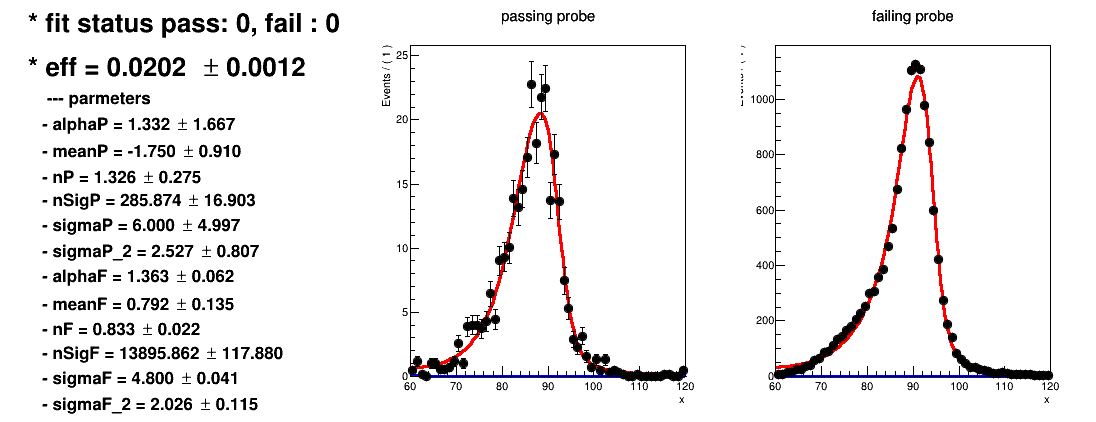 * fit status pass: 0, fail : 0
* eff = 0.0202 ± 0.0012
--- parmeters
- alphaP = 1.332 ± 1.667
- meanP = -1.750 ± 0.910
- nP = 1.326 ± 0.275
- nSigP = 285.874 ± 16.903
- sigmaP = 6.000 ± 4.997
- sigmaP_2 = 2.527 ± 0.807
- alphaF = 1.363 ± 0.062
- meanF = 0.792 ± 0.135
- nF = 0.833 ± 0.022
- nSigF = 13895.862 ± 117.880
- sigmaF = 4.800 ± 0.041
- sigmaF_2 = 2.026 ± 0.115
passing probe
Events / ( 1 )
25
20
15
10
5
0
60 70 80 90 100 110 120
x
failing probe
1000
800
600
400
200
0
60 70 80 90 100 110 120
x